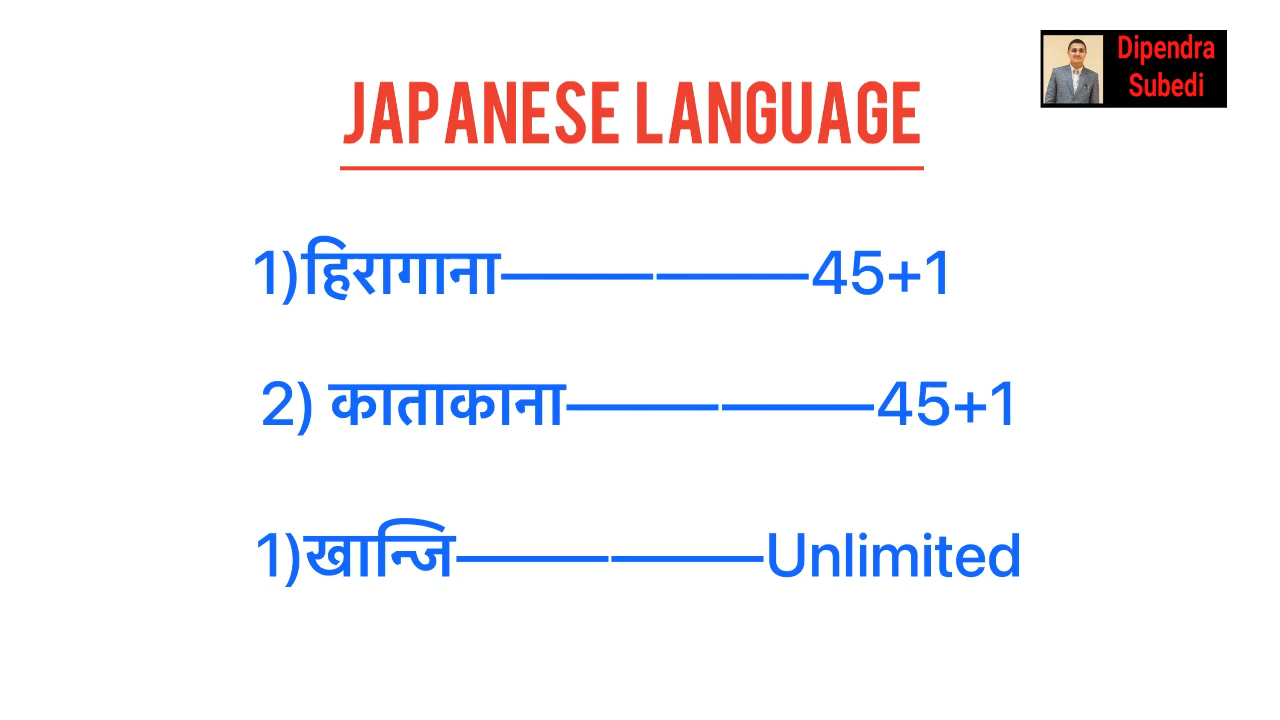 Dipendra
Subedi
JAPANESE LANGUAGE
1)हिरागाना—————45+1
2) काताकाना—————45+1
1)खान्जि—————Unlimited